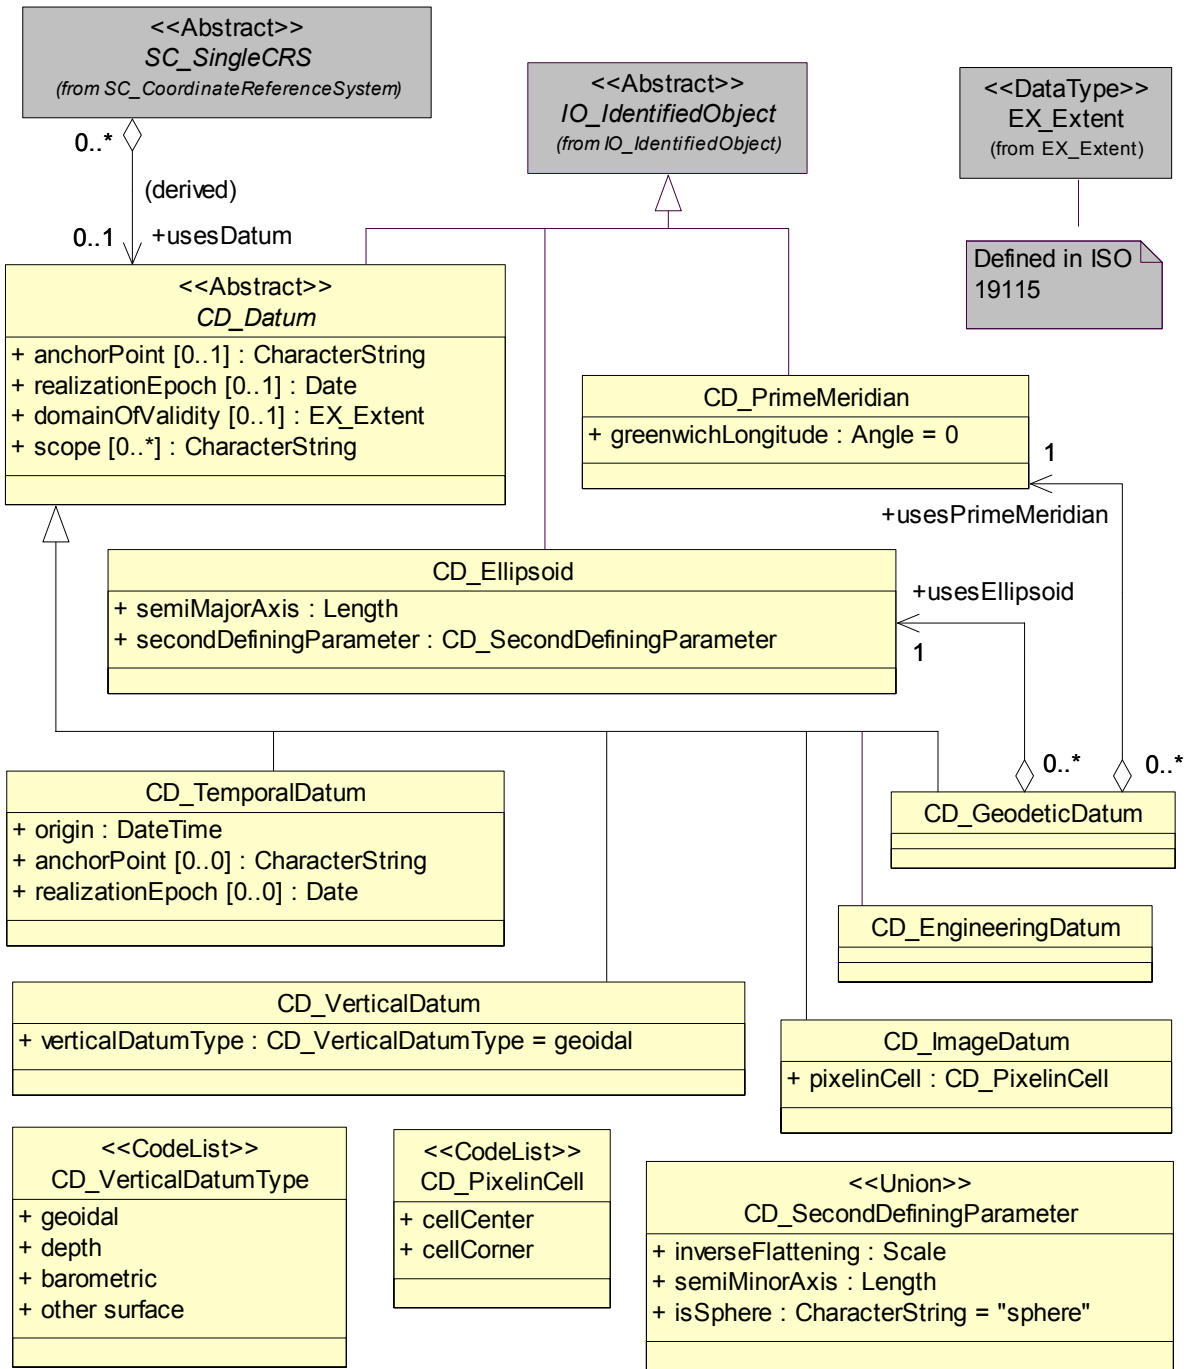 <<Abstract>>
SC_SingleCRS
(from SC_CoordinateReferenceSystem)
<<Abstract>>
IO_IdentifiedObject
(from IO_IdentifiedObject)
<<DataType>>
EX_Extent
(from EX_Extent)
0..*
(derived)
0..1
+usesDatum
Defined in ISO
19115
<<Abstract>>
CD_Datum
+ anchorPoint [0..1] : CharacterString
+ realizationEpoch [0..1] : Date
+ domainOfValidity [0..1] : EX_Extent
+ scope [0..*] : CharacterString
CD_PrimeMeridian
+ greenwichLongitude : Angle = 0
1
+usesPrimeMeridian
CD_Ellipsoid
+ semiMajorAxis : Length
+ secondDefiningParameter : CD_SecondDefiningParameter
+usesEllipsoid
1
0..*
0..*
CD_TemporalDatum
+ origin : DateTime
+ anchorPoint [0..0] : CharacterString
+ realizationEpoch [0..0] : Date
CD_GeodeticDatum
CD_EngineeringDatum
CD_VerticalDatum
+ verticalDatumType : CD_VerticalDatumType = geoidal
CD_ImageDatum
+ pixelinCell : CD_PixelinCell
<<CodeList>>
CD_VerticalDatumType
+ geoidal
+ depth
+ barometric
+ other surface
<<CodeList>>
CD_PixelinCell
+ cellCenter
+ cellCorner
<<Union>>
CD_SecondDefiningParameter
+ inverseFlattening : Scale
+ semiMinorAxis : Length
+ isSphere : CharacterString = "sphere"